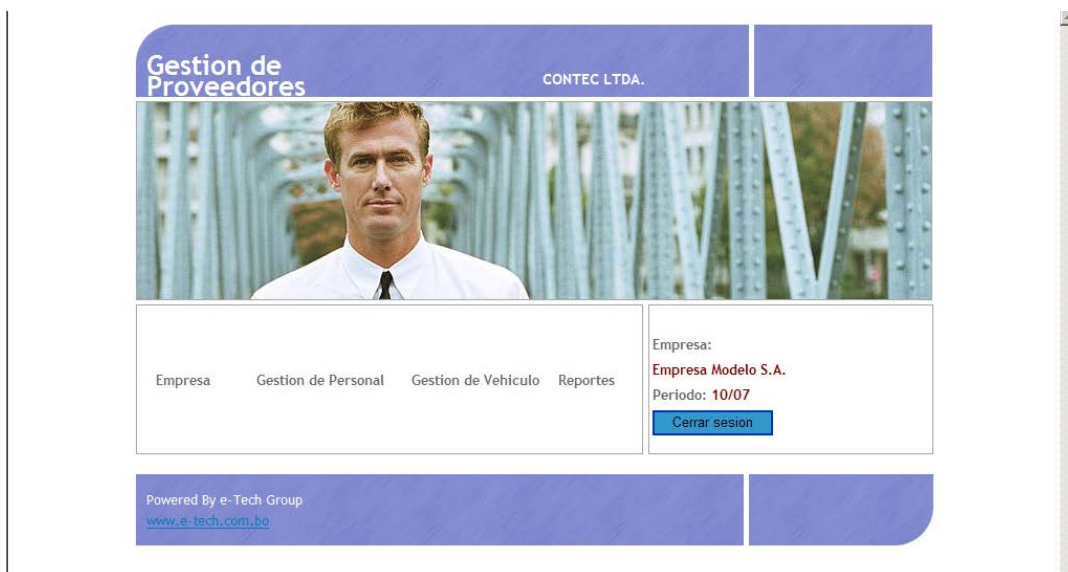 Gestion de
Proveedores
CONTEC LTDA.
Empresa
Gestion de Personal
Gestion de Vehiculo
Reportes
Empresa:
Empresa Modelo S.A.
Periodo: 10/07
Cerrar sesion
Powered By e-Tech Group
www.e-tech.com.bo